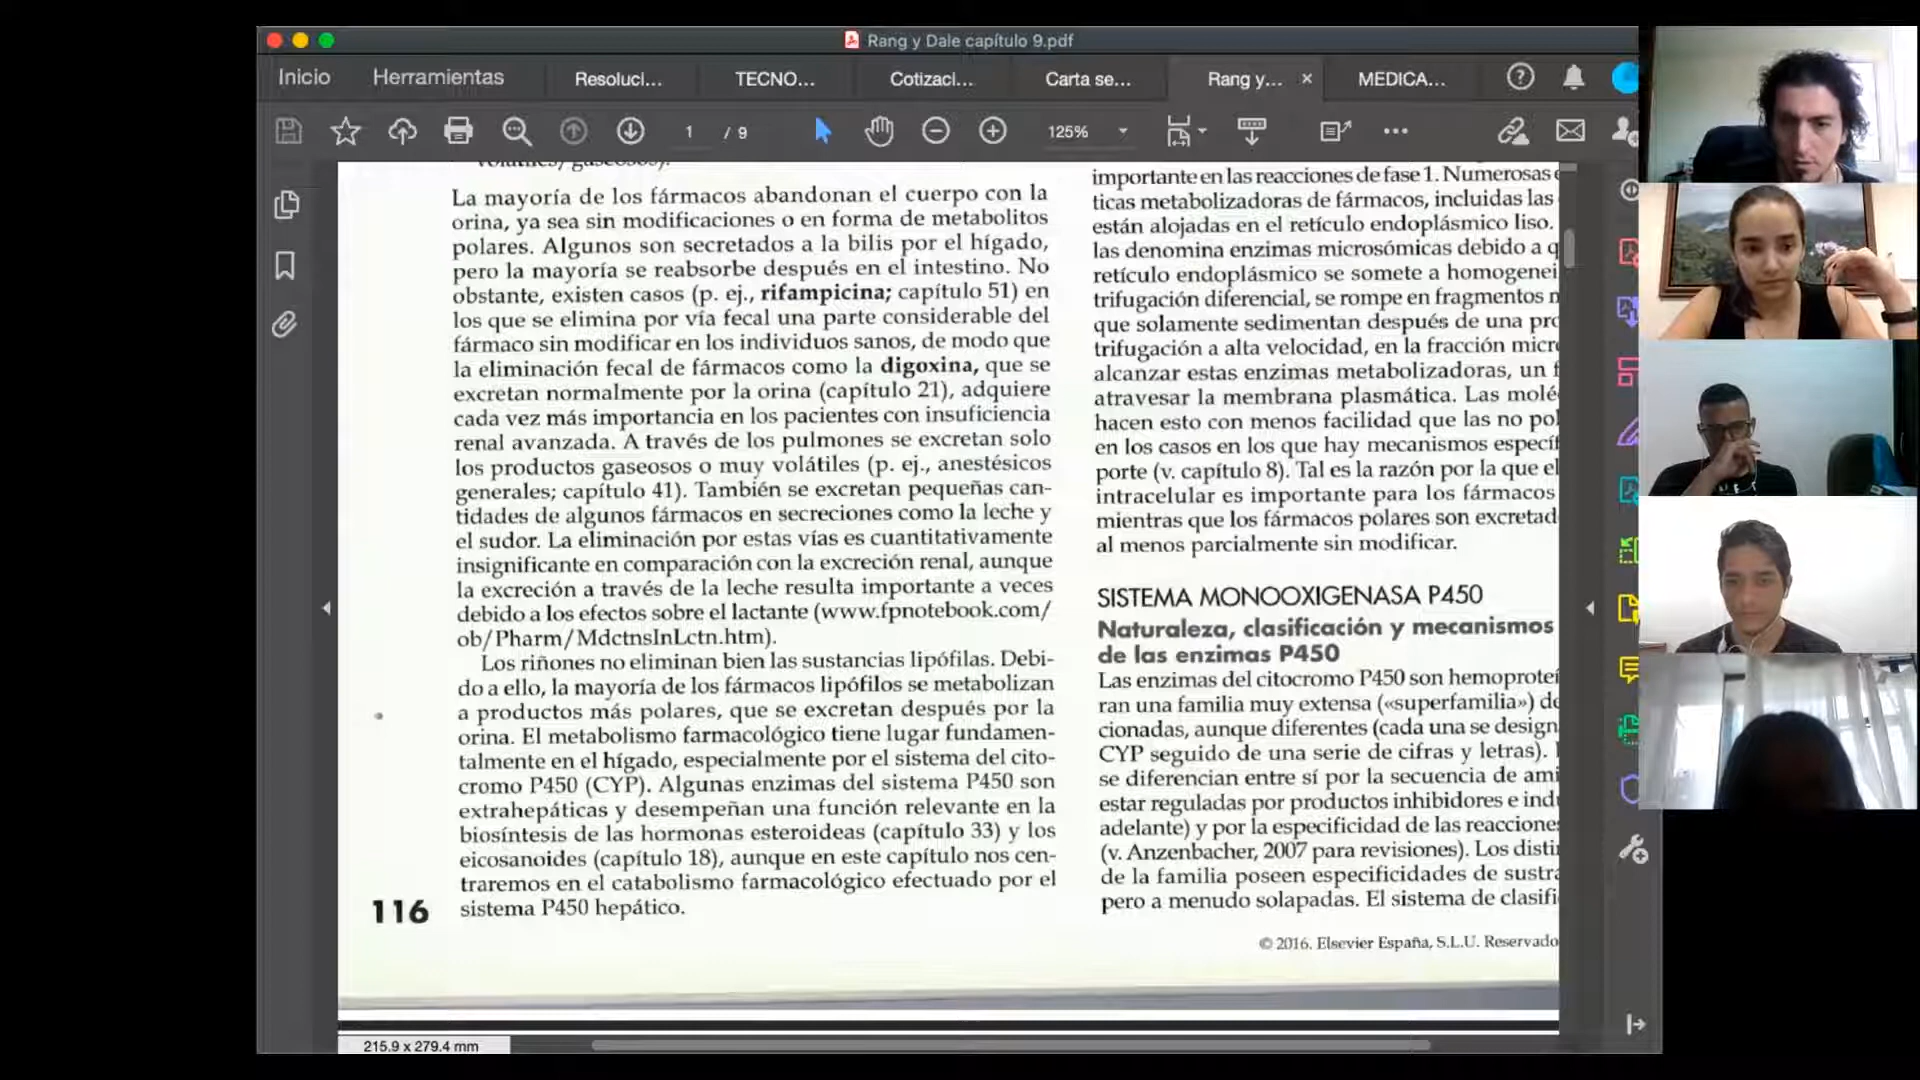 Rang y Dale capítulo 9.pdf
Inicio
Herramientas
Resoluci...
TECNO...
Cotizaci...
Carta se...
Rang y... ×
MEDICA...
1 / 9
125%
La mayoría de los fármacos abandonan el cuerpo con la
orina, ya sea sin modificaciones o en forma de metabolitos
polares. Algunos son secretados a la bilis por el hígado,
pero la mayoría se reabsorbe después en el intestino. No
obstante, existen casos (p. ej., rifampicina; capítulo 51) en
los que se elimina por vía fecal una parte considerable del
fármaco sin modificar en los individuos sanos, de modo que
la eliminación fecal de fármacos como la digoxina, que se
excretan normalmente por la orina (capítulo 21), adquiere
cada vez más importancia en los pacientes con insuficiencia
renal avanzada. A través de los pulmones se excretan solo
los productos gaseosos o muy volátiles (p. ej., anestésicos
generales; capítulo 41). También se excretan pequeñas can-
tidades de algunos fármacos en secreciones como la leche y
el sudor. La eliminación por estas vías es cuantitativamente
insignificante en comparación con la excreción renal, aunque
la excreción a través de la leche resulta importante a veces
debido a los efectos sobre el lactante (www.fpnotebook.com/
ob/Pharm/MdctnsInLctn.htm).
Los riñones no eliminan bien las sustancias lipófilas. Debi-
do a ello, la mayoría de los fármacos lipófilos se metabolizan
a productos más polares, que se excretan después por la
orina. El metabolismo farmacológico tiene lugar fundamen-
talmente en el hígado, especialmente por el sistema del cito-
cromo P450 (CYP). Algunas enzimas del sistema P450 son
extrahepáticas y desempeñan una función relevante en la
biosíntesis de las hormonas esteroideas (capítulo 33) y los
eicosanoides (capítulo 18), aunque en este capítulo nos cen-
traremos en el catabolismo farmacológico efectuado por el
sistema P450 hepático.
116
importante en las reacciones de fase 1. Numerosas
ticas metabolizadoras de fármacos, incluidas las
están alojadas en el retículo endoplásmico liso.
las denomina enzimas microsómicas debido a q
retículo endoplásmico se somete a homogenei
trifugación diferencial, se rompe en fragmentos
que solamente sedimentan después de una pro
trifugación a alta velocidad, en la fracción micr
alcanzar estas enzimas metabolizadoras, un
atravesar la membrana plasmática. Las molé
hacen esto con menos facilidad que las no pol
en los casos en los que hay mecanismos específ
porte (v. capítulo 8). Tal es la razón por la que el
intracelular es importante para los fármacos
mientras que los fármacos polares son excretad
al menos parcialmente sin modificar.
SISTEMA MONOOXIGENASA P450
Naturaleza, clasificación y mecanismos
de las enzimas P450
Las enzimas del citocromo P450 son hemoproteí
ran una familia muy extensa («superfamilia») de
cionadas, aunque diferentes (cada una se design
CYP seguido de una serie de cifras y letras).
se diferencian entre sí por la secuencia de ami
estar reguladas por productos inhibidores e ind
adelante) y por la especificidad de las reacciones
(v. Anzenbacher, 2007 para revisiones). Los disti
de la familia poseen especificidades de sustra
pero a menudo solapadas. El sistema de clasifi
© 2016. Elsevier España, S.L.U. Reservado
215.9 x 279.4 mm